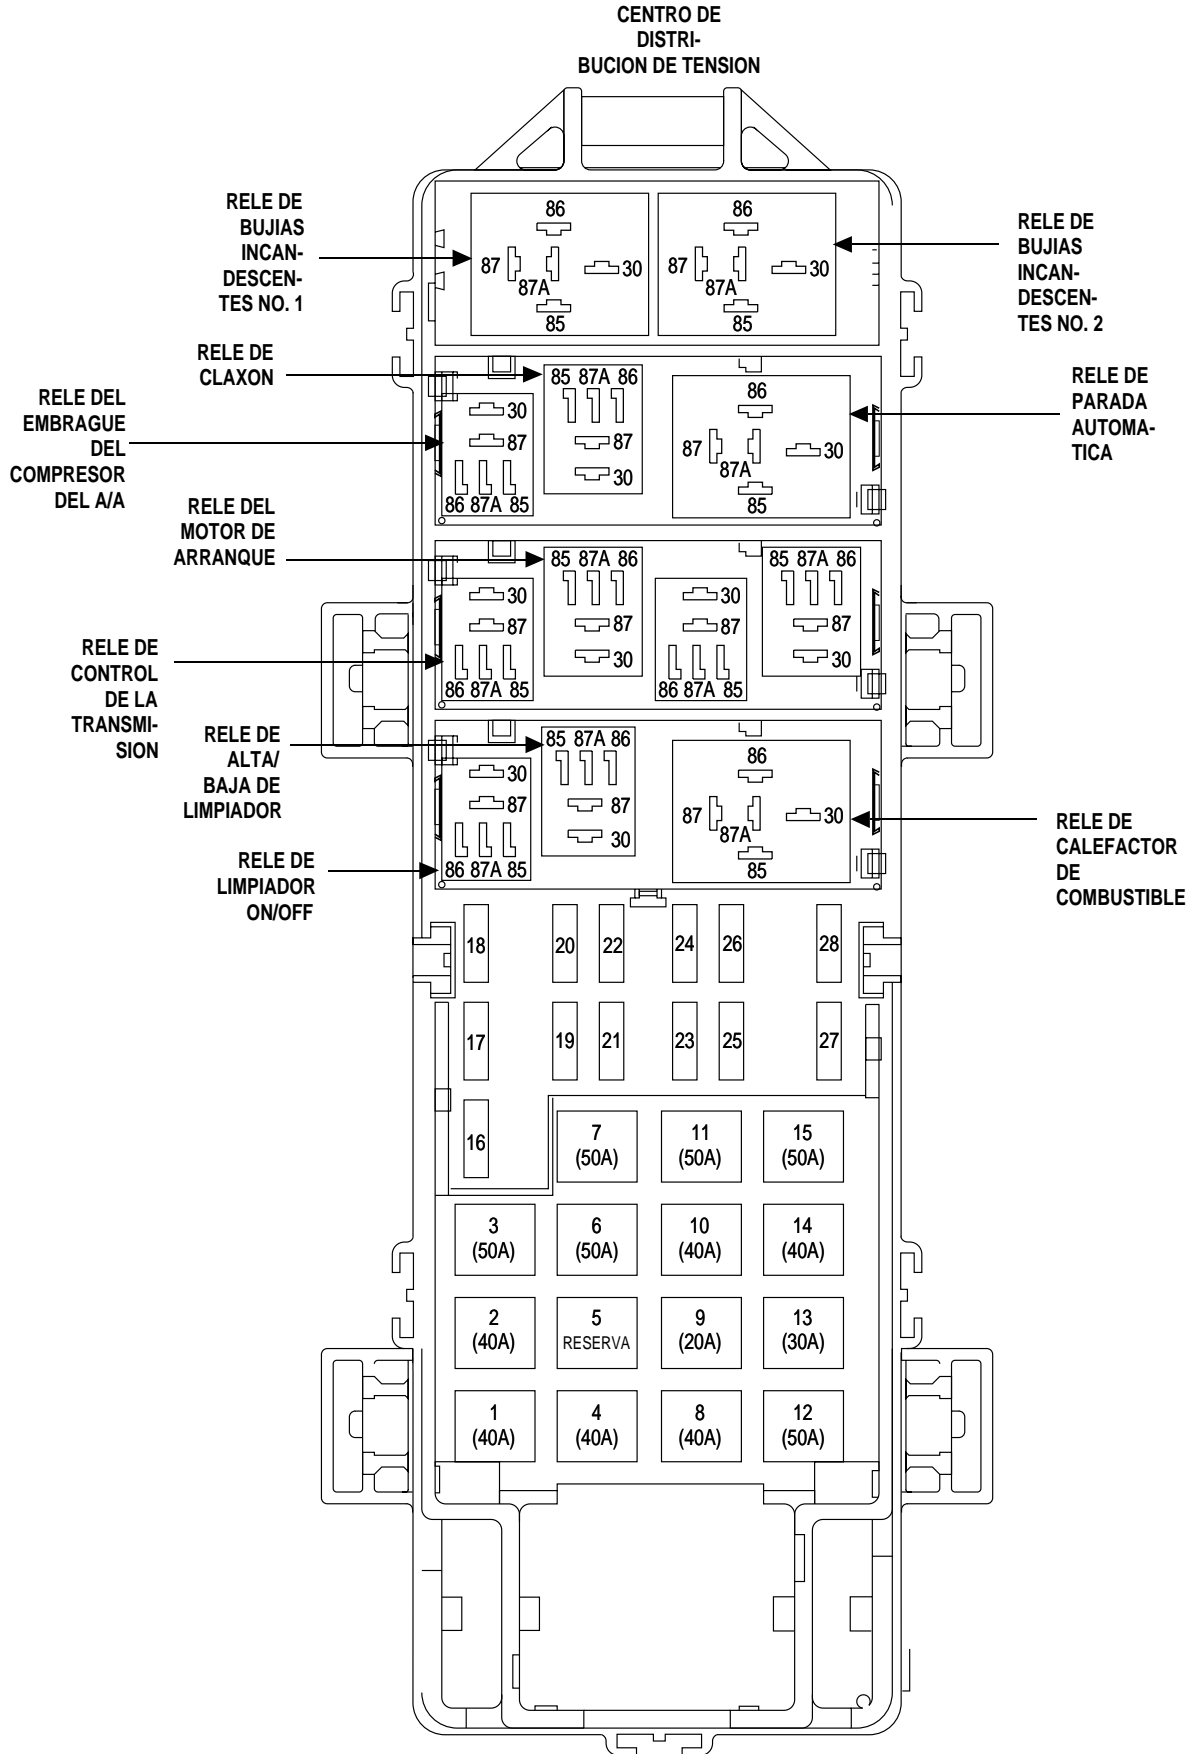 CENTRO DE
DISTRI-
BUCION DE TENSION
RELE DE
BUJIAS
INCAN-
DESCEN-
TES NO. 1
86
87
87A
30
85
86
87
87A
30
85
RELE DE
BUJIAS
INCAN-
DESCEN-
TES NO. 2
RELE DE
CLAXON
RELE DEL
EMBRAGUE
DEL
COMPRESOR
DEL A/A
30
87
86 87A 85
85 87A 86
87
30
86
87
87A
30
85
RELE DE
PARADA
AUTOMA-
TICA
RELE DEL
MOTOR DE
ARRANQUE
RELE DE
CONTROL
DE LA
TRANSMI-
SION
30
87
86 87A 85
85 87A 86
87
30
30
87
86 87A 85
85 87A 86
87
30
RELE DE
ALTA/
BAJA DE
LIMPIADOR
RELE DE
LIMPIADOR
ON/OFF
30
87
86 87A 85
85 87A 86
87
30
86
87
87A
30
85
RELE DE
CALEFACTOR
DE
COMBUSTIBLE
18 20 22 24 26 28
17 19 21 23 25 27
16
7
(50A)
11
(50A)
15
(50A)
3
(50A)
6
(50A)
10
(40A)
14
(40A)
2
(40A)
5
RESERVA
9
(20A)
13
(30A)
1
(40A)
4
(40A)
8
(40A)
12
(50A)